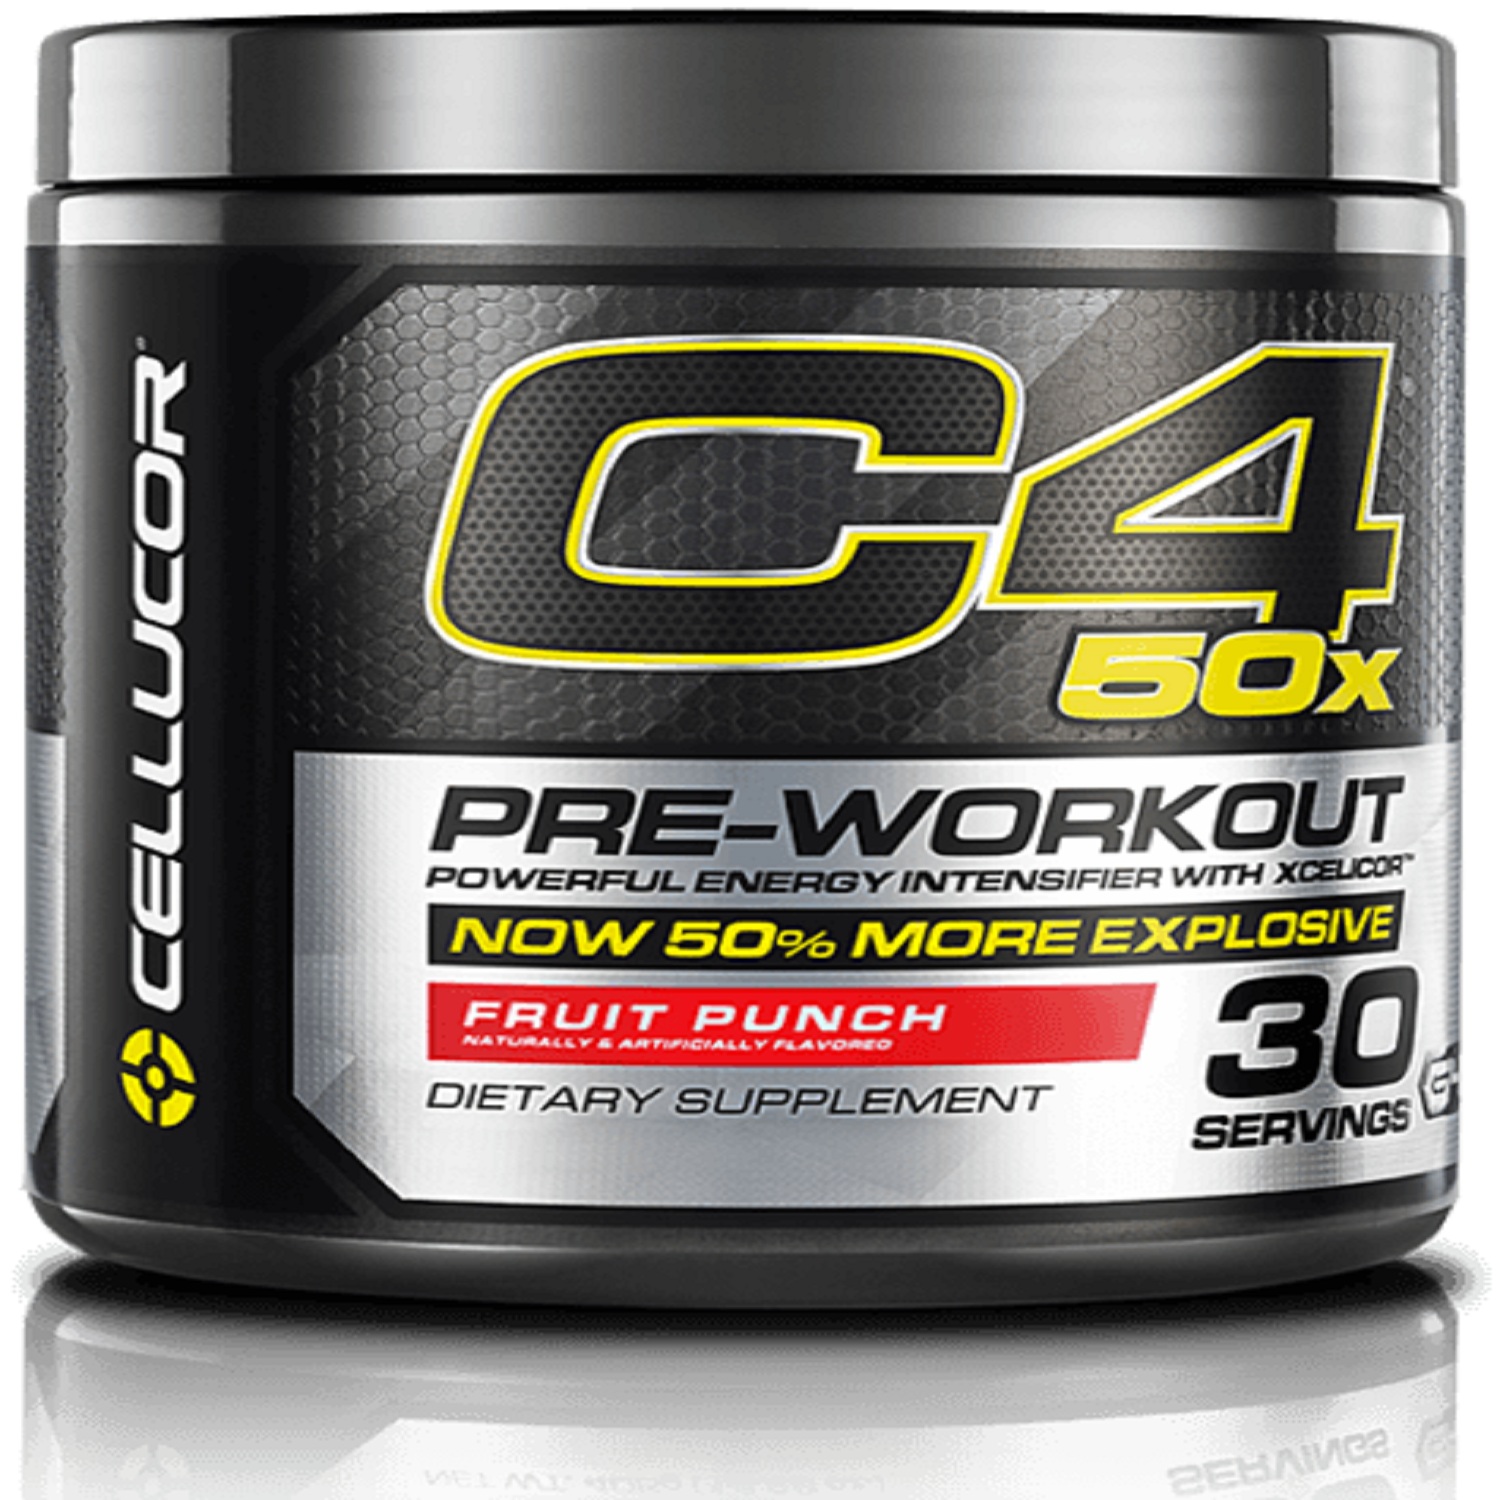 CELLUCOR
C4
50X
PRE-WORKOUT
POWERFUL ENERGY INTENSIFIER WITH XCELICOR™
NOW 50% MORE EXPLOSIVE
FRUIT PUNCH
NATURALLY & ARTIFICIALLY FLAVORED
DIETARY SUPPLEMENT
30
SERVINGS